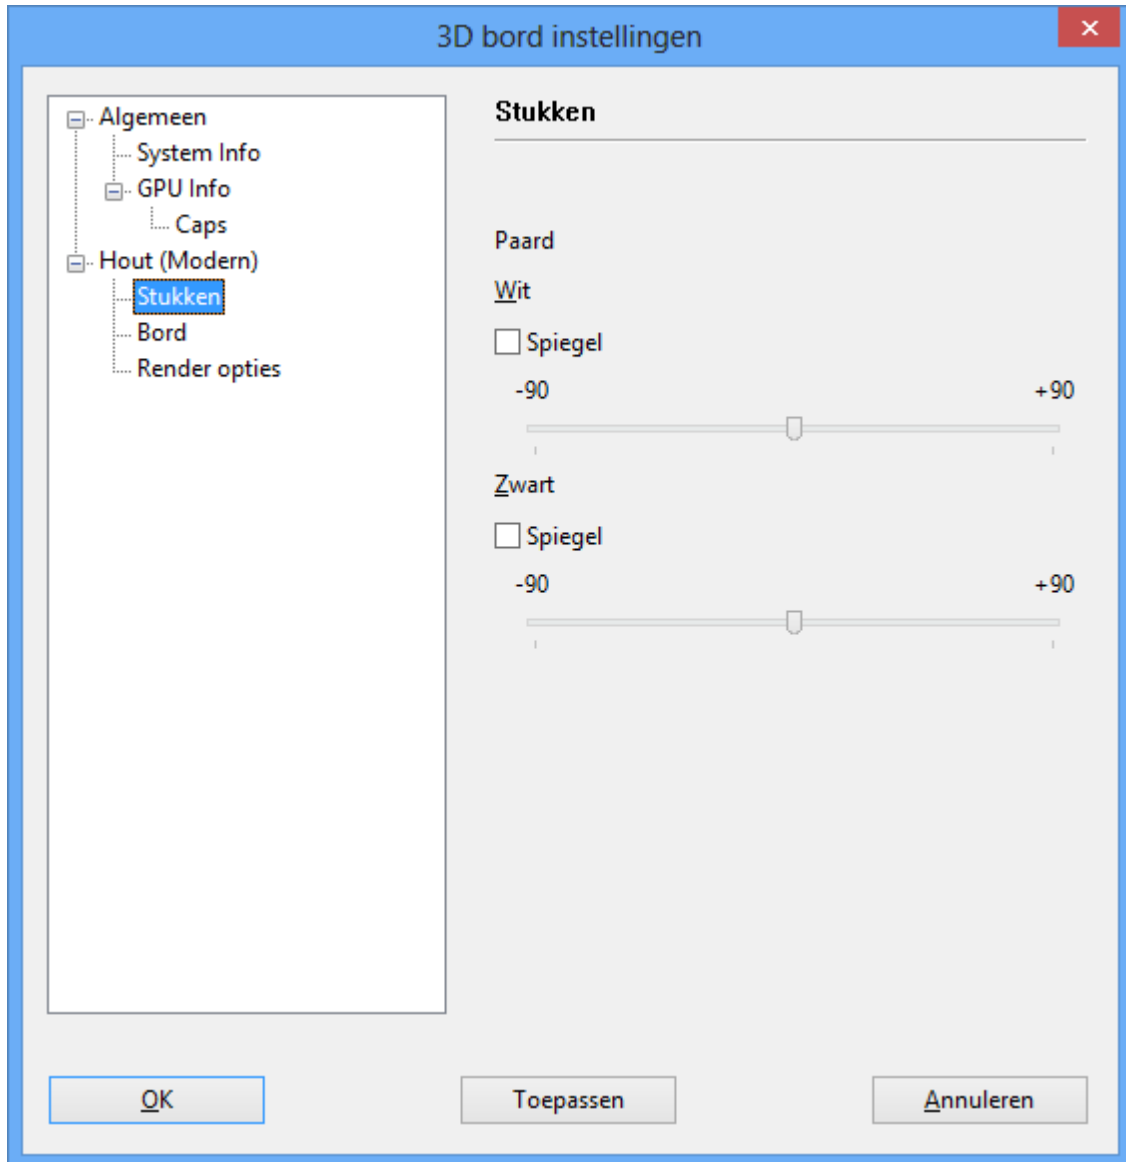 3D bord instellingen
Algemeen
System Info
GPU Info
Caps
Hout (Modern)
Stukken
Bord
Render opties
Stukken
Paard
Wit
Spiegel
-90 +90
Zwart
Spiegel
-90 +90
OK Toepassen Annuleren